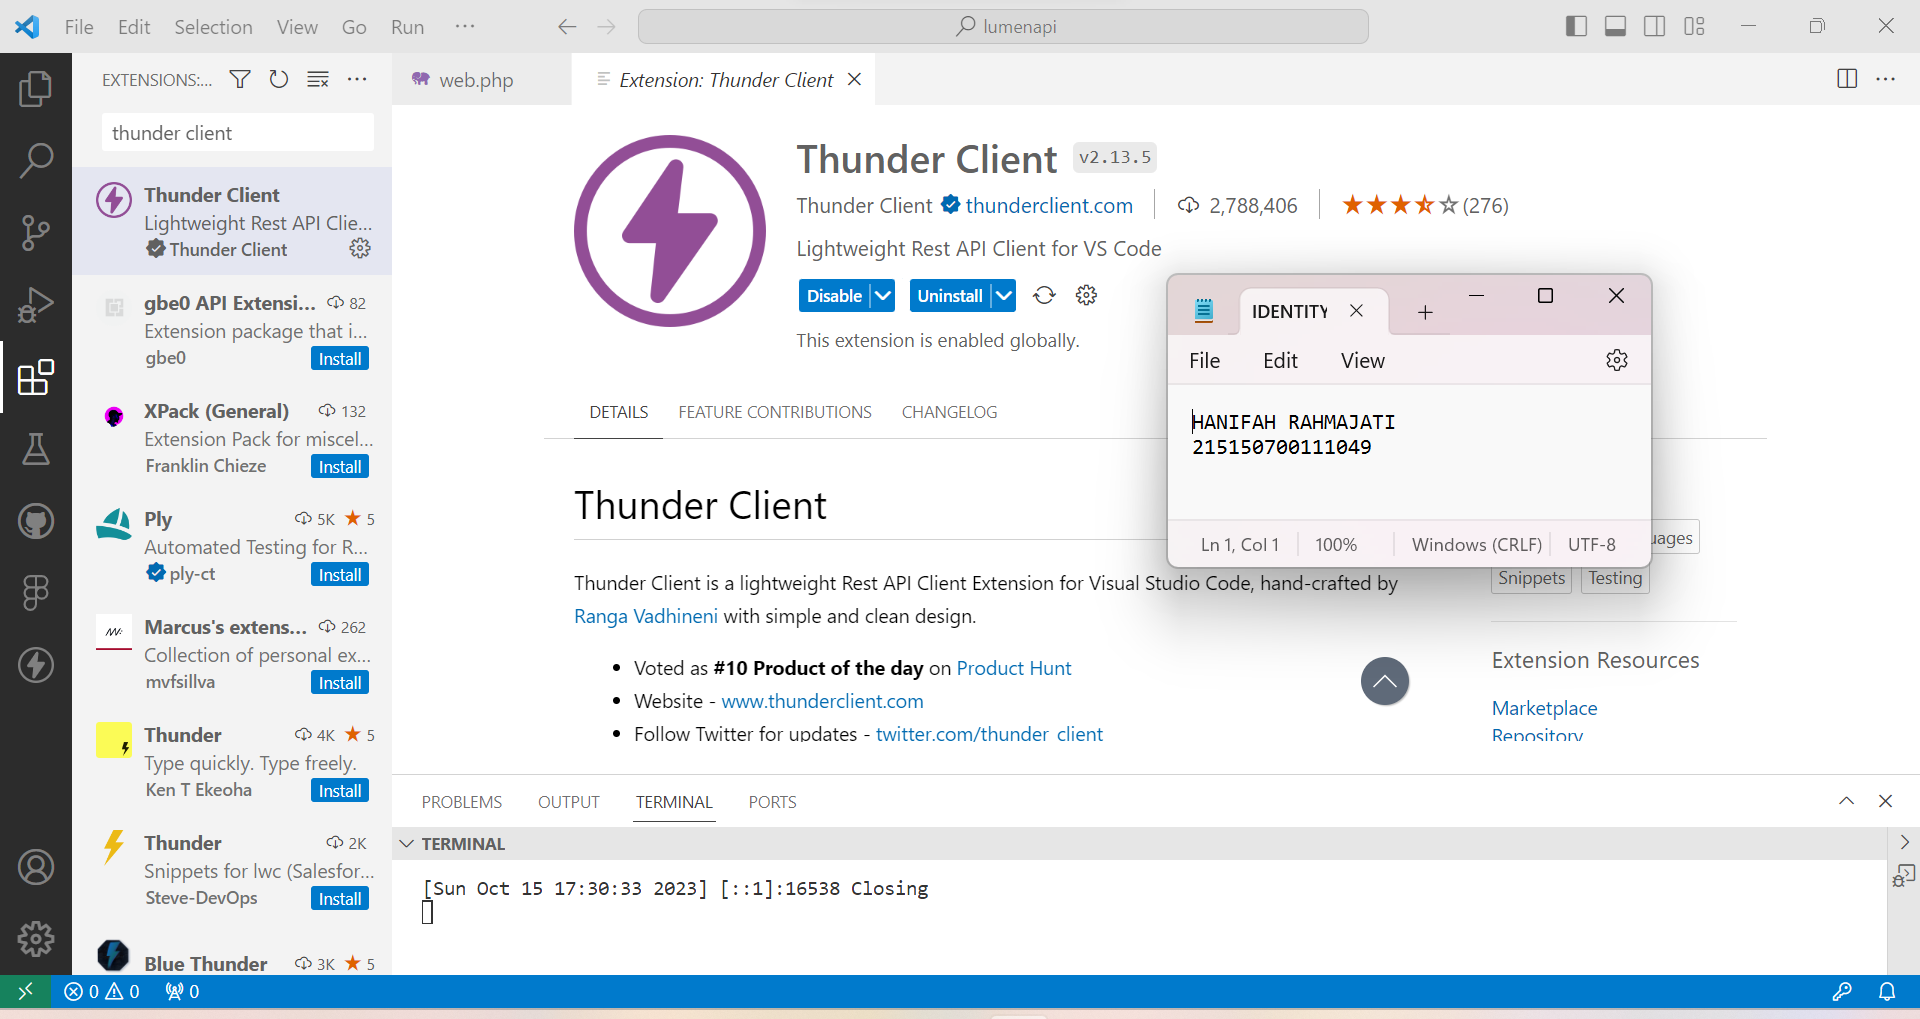 File Edit Selection View Go Run ···
lumenapi
EXTENSIONS:...
thunder client
Thunder Client
Lightweight Rest API Clie...
Thunder Client
gbe0 API Extensi... 82
Extension package that i...
gbe0 Install
XPack (General) 132
Extension Pack for miscel...
Franklin Chieze Install
Ply 5K 5
Automated Testing for R...
ply-ct Install
Marcus's extens... 262
Collection of personal ex...
mvfsillva Install
Thunder 4K 5
Type quickly. Type freely.
Ken T Ekeoha Install
Thunder 2K
Snippets for lwc (Salesfor...
Steve-DevOps Install
Blue Thunder 3K 5
web.php
Extension: Thunder Client
Thunder Client v2.13.5
Thunder Client thunderclient.com 2,788,406 (276)
Lightweight Rest API Client for VS Code
Disable Uninstall
This extension is enabled globally.
DETAILS FEATURE CONTRIBUTIONS CHANGELOG
Thunder Client
Thunder Client is a lightweight Rest API Client Extension for Visual Studio Code, hand-crafted by
Ranga Vadhineni with simple and clean design.
• Voted as #10 Product of the day on Product Hunt
• Website - www.thunderclient.com
• Follow Twitter for updates - twitter.com/thunder_client
IDENTITY
File Edit View
HANIFAH RAHMAJATI
215150700111049
Ln 1, Col 1 100% Windows (CRLF) UTF-8
uages
Snippets Testing
Extension Resources
Marketplace
Repository
PROBLEMS OUTPUT TERMINAL PORTS
TERMINAL
[Sun Oct 15 17:30:33 2023] [::1]:16538 Closing
0 0 0